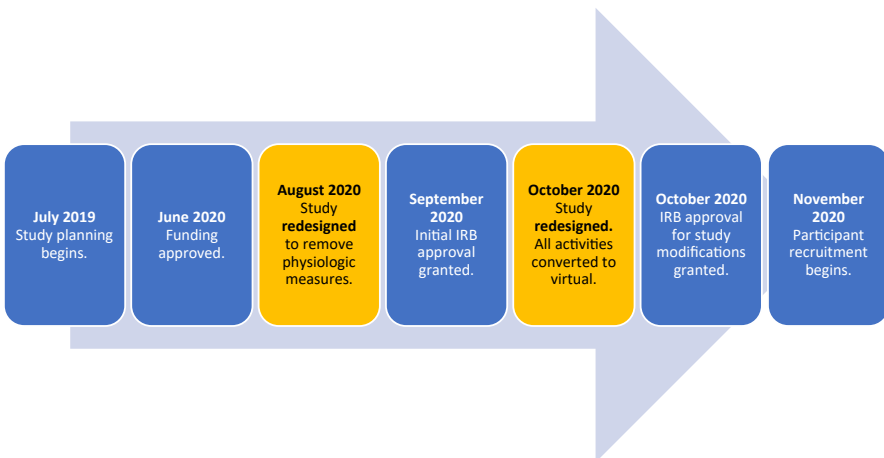 July 2019
Study planning
begins.
June 2020
Funding
approved.
August 2020
Study
redesigned
to remove
physiologic
measures.
September
2020
Initial IRB
approval
granted.
October 2020
Study
redesigned.
All activities
converted to
virtual.
October 2020
IRB approval
for study
modifications
granted.
November
2020
Participant
recruitment
begins.